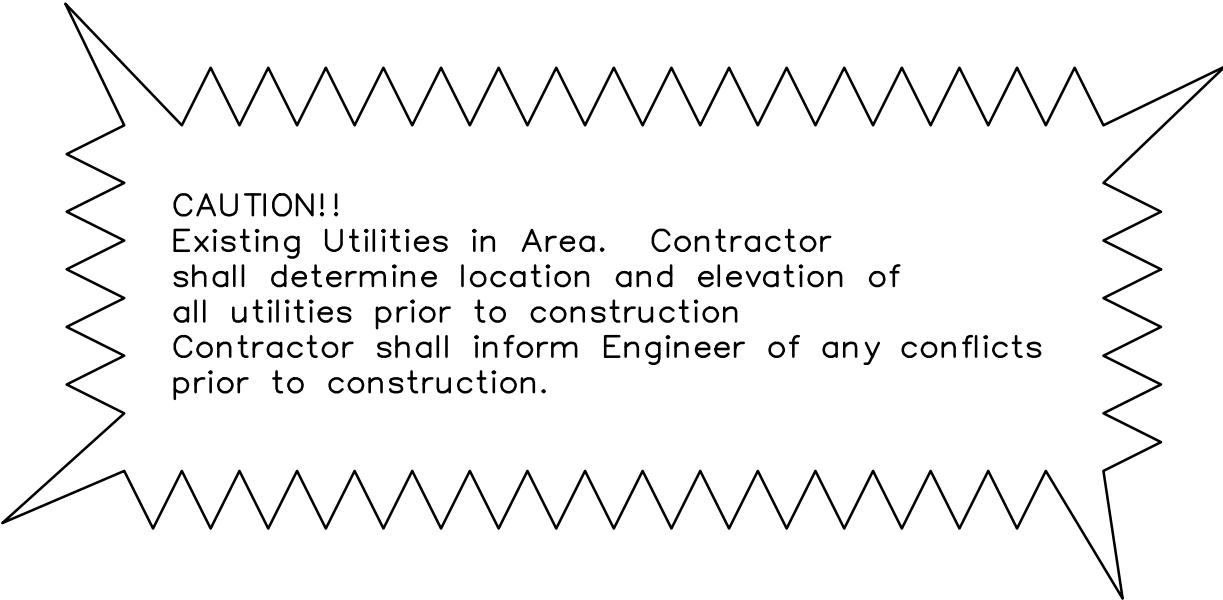 CAUTION!!
Existing Utilities in Area.  Contractor
shall determine location and elevation of
all utilities prior to construction
Contractor shall inform Engineer of any conflicts
prior to construction.